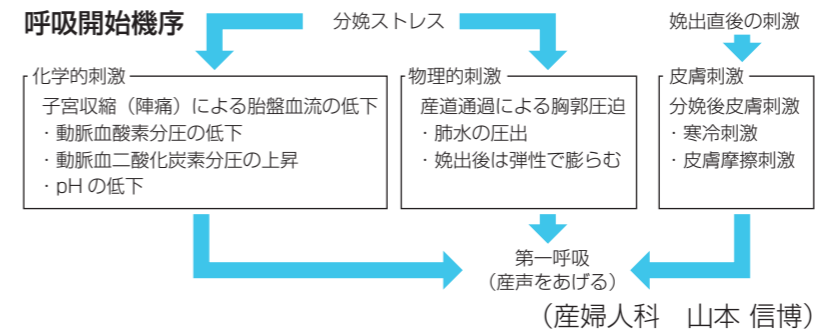 呼吸開始機序
分娩ストレス
娩出直後の刺激
化学的刺激
子宮収縮（陣痛）による胎盤血流の低下
・動脈血酸素分圧の低下
・動脈血二酸化炭素分圧の上昇
・pH の低下
物理的刺激
産道通過による胸郭圧迫
・肺水の圧出
・娩出後は弾性で膨らむ
皮膚刺激
分娩後皮膚刺激
・寒冷刺激
・皮膚摩擦刺激
第一呼吸
（産声をあげる）
（産婦人科　山本 信博）